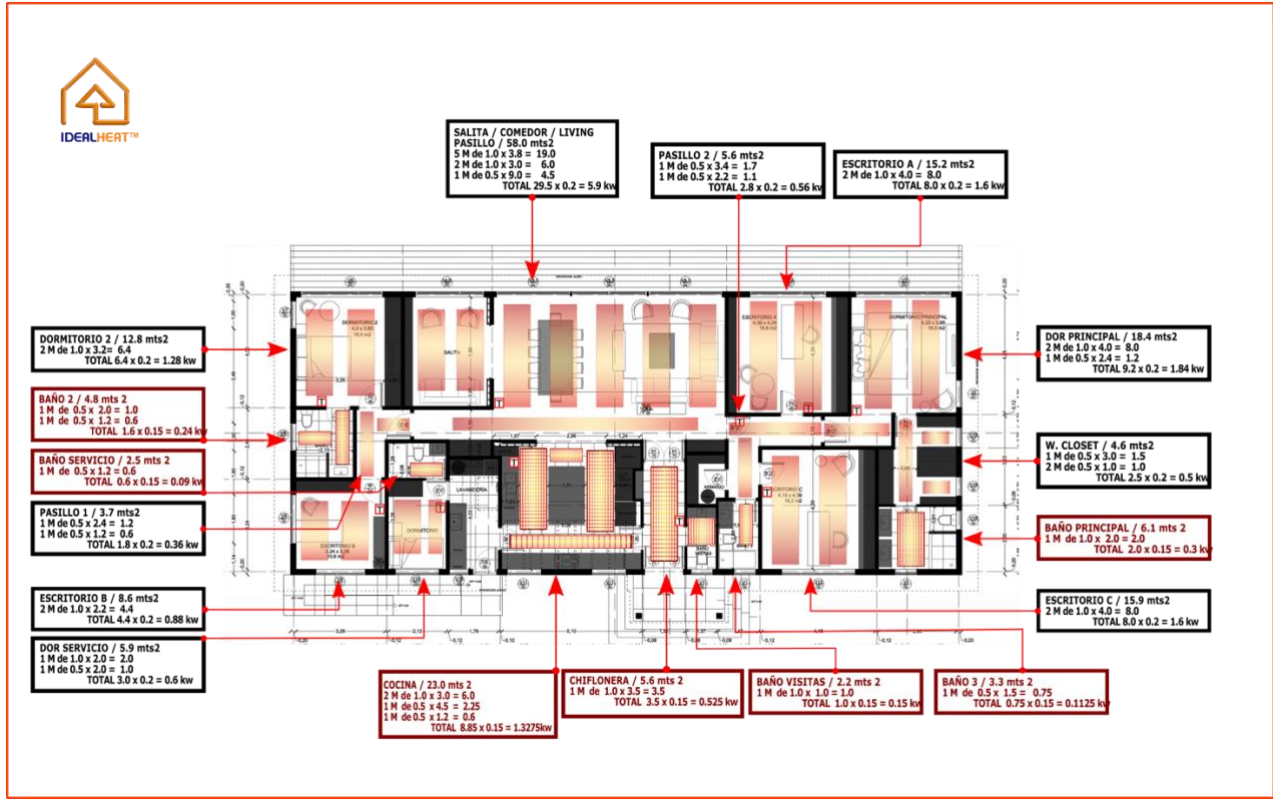 IDEALHEAT™
SALITA / COMEDOR / LIVING
PASILLO / 58.0 mts2
5 M de 1.0 x 3.8 = 19.0
2 M de 1.0 x 3.0 = 6.0
1 M de 0.5 x 9.0 = 4.5
TOTAL 29.5 x 0.2 = 5.9 kw
PASILLO 2 / 5.6 mts2
1 M de 0.5 x 3.4 = 1.7
1 M de 0.5 x 2.2 = 1.1
TOTAL 2.8 x 0.2 = 0.56 kw
ESCRITORIO A / 15.2 mts2
2 M de 1.0 x 4.0 = 8.0
TOTAL 8.0 x 0.2 = 1.6 kw
DORMITORIO 2 / 12.8 mts2
2 M de 1.0 x 3.2= 6.4
TOTAL 6.4 x 0.2 = 1.28 kw
BAÑO 2 / 4.8 mts 2
1 M de 0.5 x 2.0 = 1.0
1 M de 0.5 x 1.2 = 0.6
TOTAL 1.6 x 0.15 = 0.24 kw
BAÑO SERVICIO / 2.5 mts 2
1 M de 0.5 x 1.2 = 0.6
TOTAL 0.6 x 0.15 = 0.09 kw
PASILLO 1 / 3.7 mts2
1 M de 0.5 x 2.4 = 1.2
1 M de 0.5 x 1.2 = 0.6
TOTAL 1.8 x 0.2 = 0.36 kw
ESCRITORIO B / 8.6 mts2
2 M de 1.0 x 2.2 = 4.4
TOTAL 4.4 x 0.2 = 0.88 kw
DOR SERVICIO / 5.9 mts2
1 M de 1.0 x 2.0 = 2.0
1 M de 0.5 x 2.0 = 1.0
TOTAL 3.0 x 0.2 = 0.6 kw
DORMITORIO 2
SALITA
ESCRITORIO A
DORMITORIO PRINCIPAL
LAVANDERIA
ESCRITORIO B
DORMITORIO
ESCRITORIO C
DOR PRINCIPAL / 18.4 mts2
2 M de 1.0 x 4.0 = 8.0
1 M de 0.5 x 2.4 = 1.2
TOTAL 9.2 x 0.2 = 1.84 kw
W. CLOSET / 4.6 mts2
1 M de 0.5 x 3.0 = 1.5
2 M de 0.5 x 1.0 = 1.0
TOTAL 2.5 x 0.2 = 0.5 kw
BAÑO PRINCIPAL / 6.1 mts 2
1 M de 1.0 x 2.0 = 2.0
TOTAL 2.0 x 0.15 = 0.3 kw
ESCRITORIO C / 15.9 mts2
2 M de 1.0 x 4.0 = 8.0
TOTAL 8.0 x 0.2 = 1.6 kw
COCINA / 23.0 mts 2
2 M de 1.0 x 3.0 = 6.0
1 M de 0.5 x 4.5 = 2.25
1 M de 0.5 x 1.2 = 0.6
TOTAL 8.85 x 0.15 = 1.3275kw
CHIFLONERA / 5.6 mts 2
1 M de 1.0 x 3.5 = 3.5
TOTAL 3.5 x 0.15 = 0.525 kw
BAÑO VISITAS / 2.2 mts 2
1 M de 1.0 x 1.0 = 1.0
TOTAL 1.0 x 0.15 = 0.15 kw
BAÑO 3 / 3.3 mts 2
1 M de 0.5 x 1.5 = 0.75
TOTAL 0.75 x 0.15 = 0.1125 kw